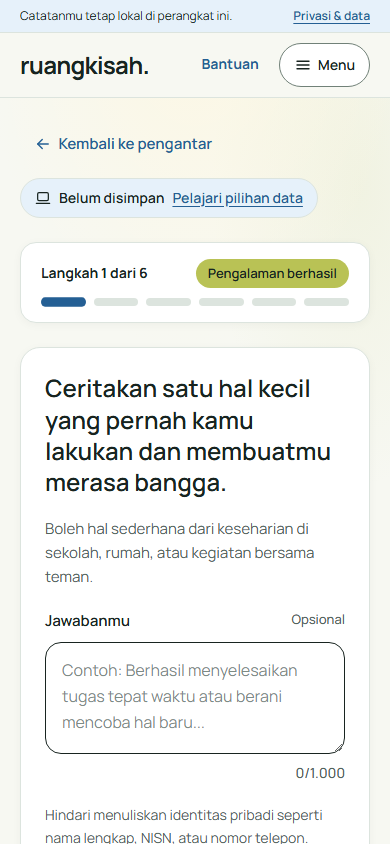 Catatanmu tetap lokal di perangkat ini. Privasi & data
ruangkisah. Bantuan Menu
Kembali ke pengantar
Belum disimpan Pelajari pilihan data
Langkah 1 dari 6 Pengalaman berhasil
Ceritakan satu hal kecil
yang pernah kamu
lakukan dan membuatmu
merasa bangga.
Boleh hal sederhana dari keseharian di
sekolah, rumah, atau kegiatan bersama
teman.
Jawabanmu Opsional
Contoh: Berhasil menyelesaikan
tugas tepat waktu atau berani
mencoba hal baru...
0/1.000
Hindari menuliskan identitas pribadi seperti
nama lengkap, NISN, atau nomor telepon.